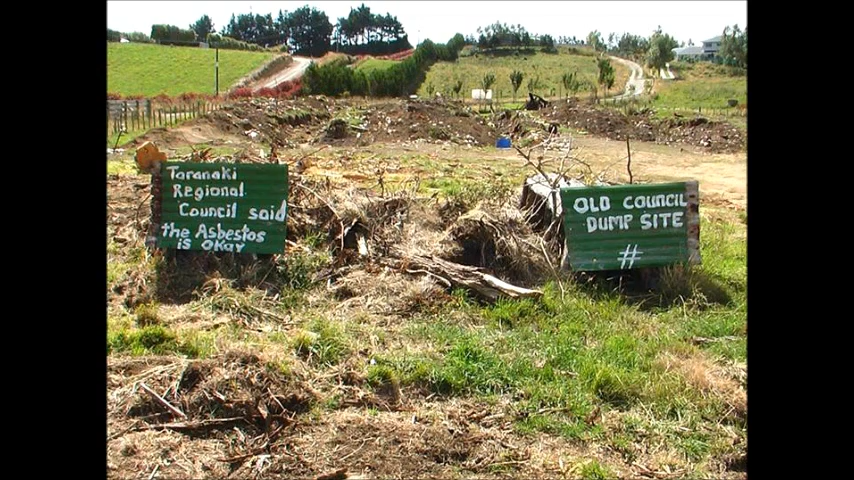 Taranaki
Regional
Council said
the Asbestos
is okay
OLD COUNCIL
DUMP SITE
#